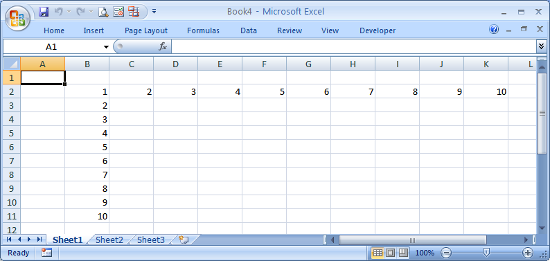 Book4 - Microsoft Excel
Home Insert Page Layout Formulas Data Review View Developer
A1 fx
A B C D E F G H I J K L
1
2 1 2 3 4 5 6 7 8 9 10
3 2
4 3
5 4
6 5
7 6
8 7
9 8
10 9
11 10
12
Sheet1 Sheet2 Sheet3
Ready 100%